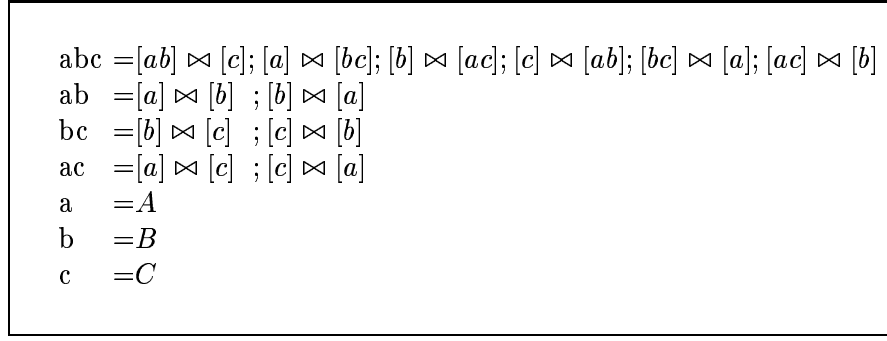 abc =[ab] ⋈ [c]; [a] ⋈ [bc]; [b] ⋈ [ac]; [c] ⋈ [ab]; [bc] ⋈ [a]; [ac] ⋈ [b]
ab =[a] ⋈ [b] ; [b] ⋈ [a]
bc =[b] ⋈ [c] ; [c] ⋈ [b]
ac =[a] ⋈ [c] ; [c] ⋈ [a]
a =A
b =B
c =C